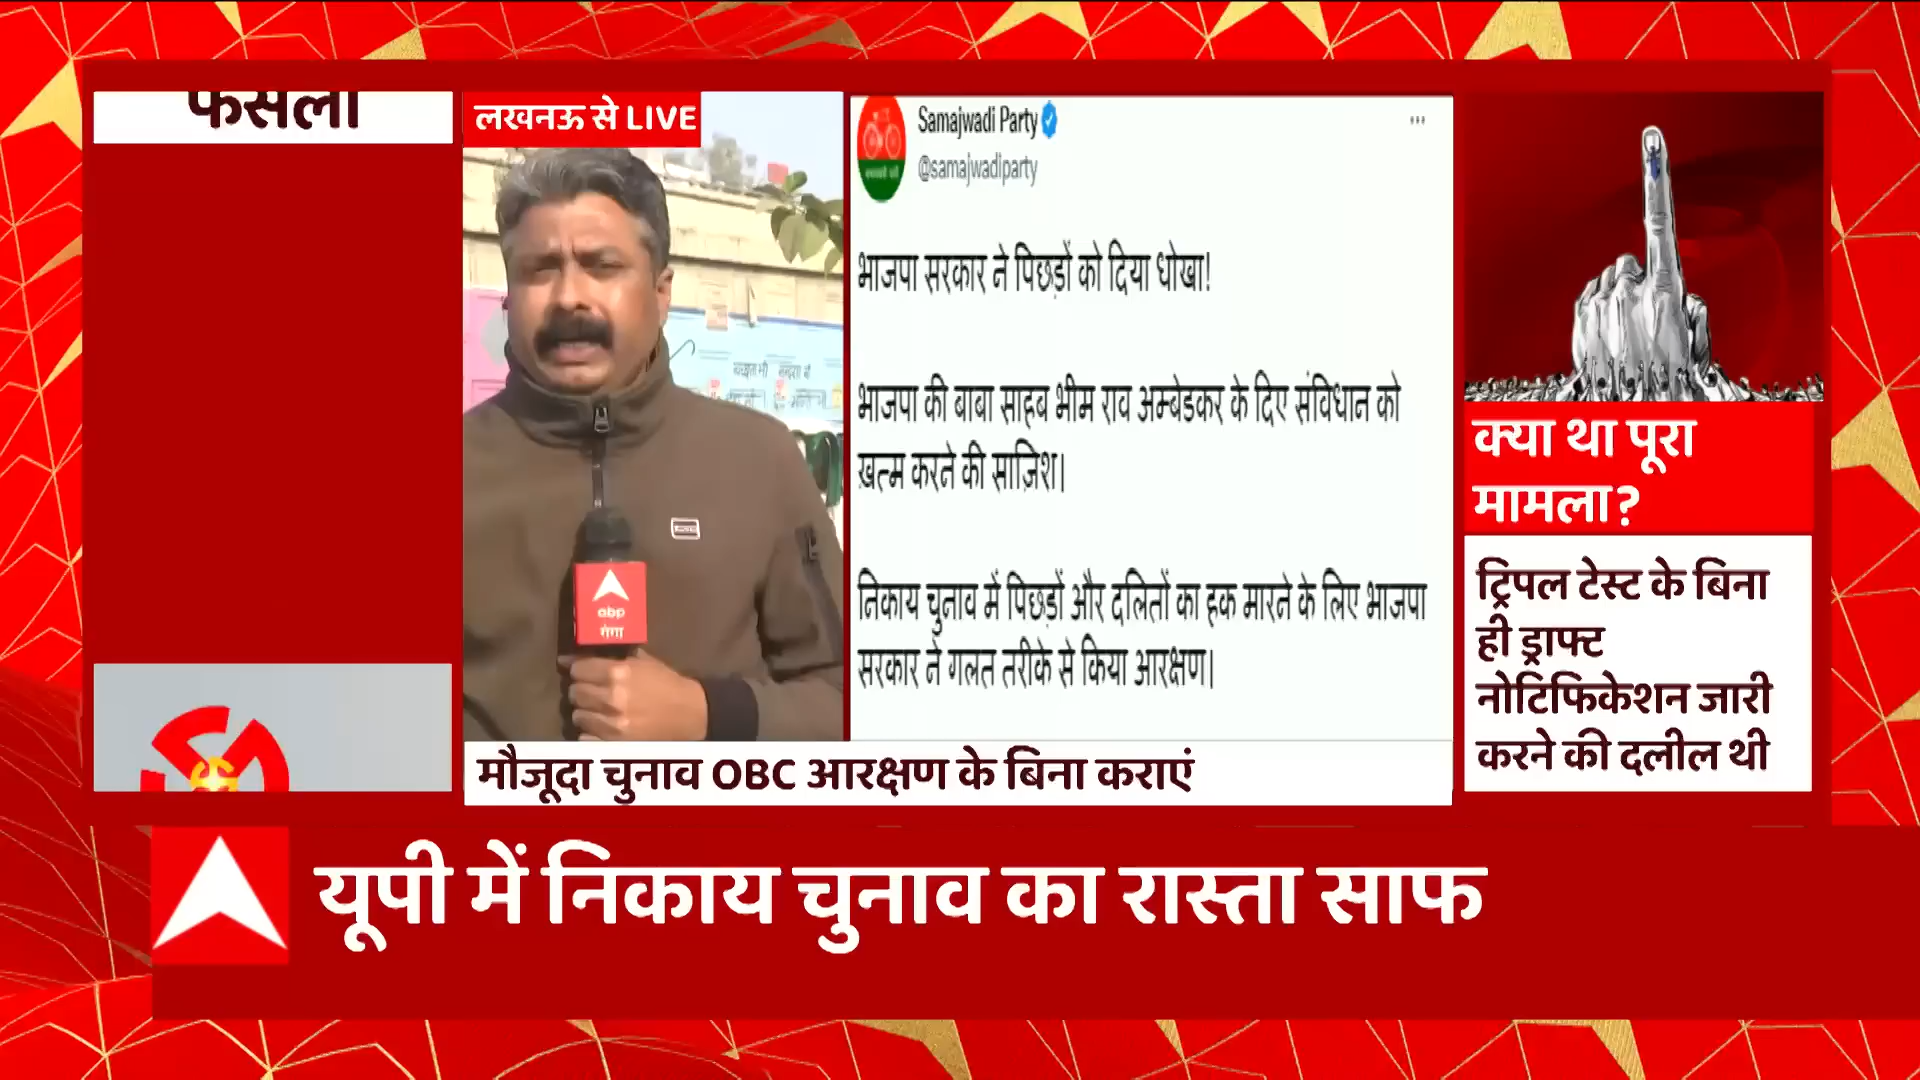 फैसला
लखनऊ से LIVE
Samajwadi Party
@samajwadiparty
भाजपा सरकार ने पिछड़ों को दिया धोखा!
भाजपा की बाबा साहब भीम राव अम्बेडकर के दिए संविधान को
ख़त्म करने की साज़िश।
निकाय चुनाव में पिछड़ों और दलितों का हक मारने के लिए भाजपा
सरकार ने गलत तरीके से किया आरक्षण।
abp
गंगा
मौजूदा चुनाव OBC आरक्षण के बिना कराएं
क्या था पूरा
मामला?
ट्रिपल टेस्ट के बिना
ही ड्राफ्ट
नोटिफिकेशन जारी
करने की दलील थी
यूपी में निकाय चुनाव का रास्ता साफ